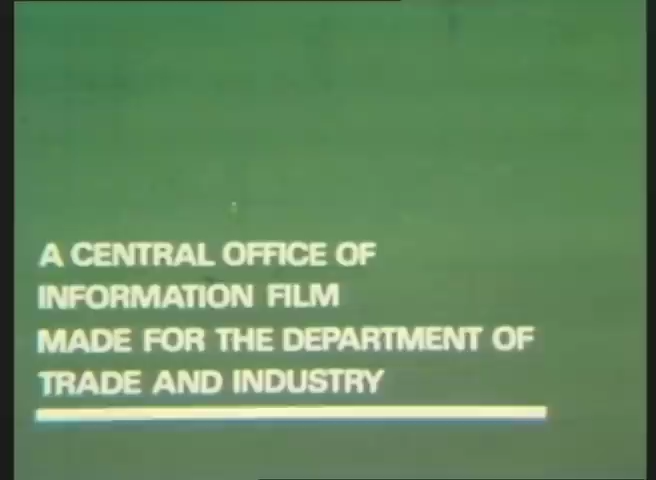 A CENTRAL OFFICE OF
INFORMATION FILM
MADE FOR THE DEPARTMENT OF
TRADE AND INDUSTRY